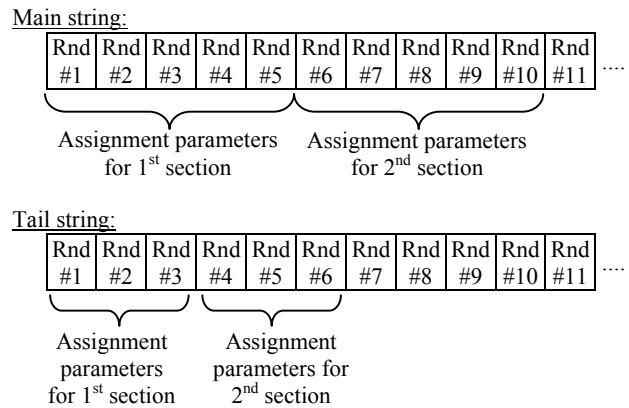 Main string:
Rnd Rnd Rnd Rnd Rnd Rnd Rnd Rnd Rnd Rnd Rnd
#1 #2 #3 #4 #5 #6 #7 #8 #9 #10 #11 ....
Assignment parameters Assignment parameters
for 1st section for 2nd section
Tail string:
Rnd Rnd Rnd Rnd Rnd Rnd Rnd Rnd Rnd Rnd Rnd
#1 #2 #3 #4 #5 #6 #7 #8 #9 #10 #11 ....
Assignment Assignment
parameters parameters for
for 1st section 2nd section